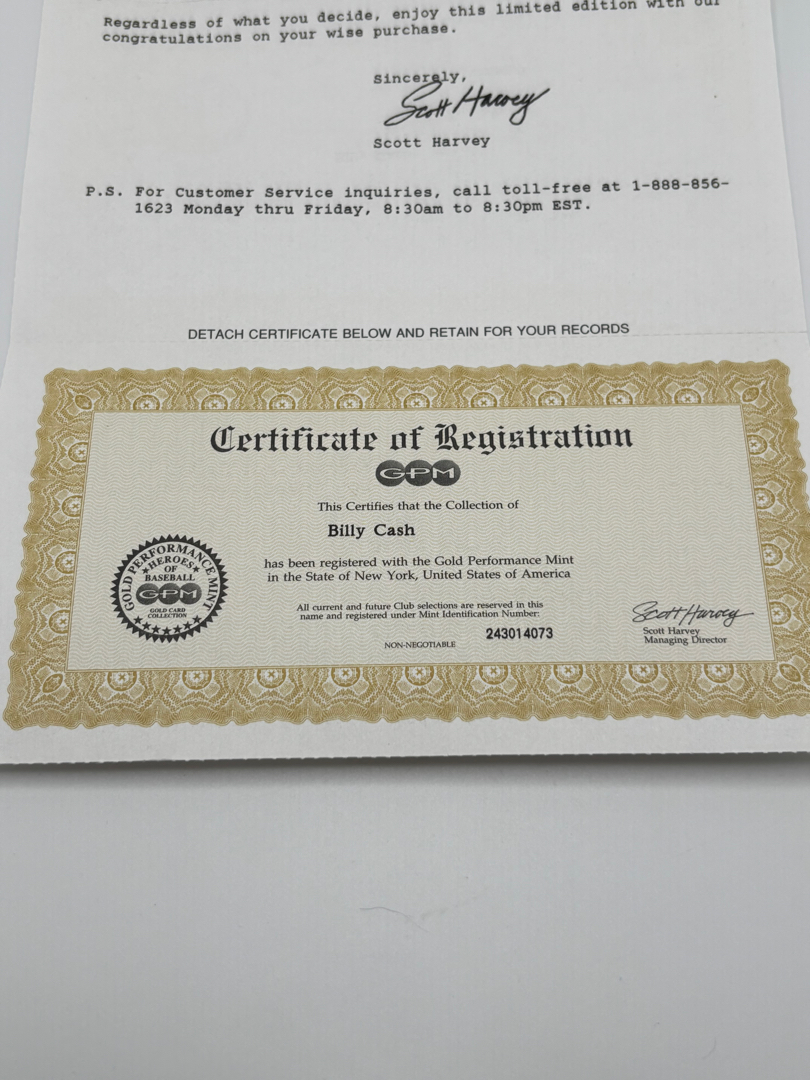 Regardless of what you decide, enjoy this limited edition with our
congratulations on your wise purchase.
Sincerely,
Scott Harvey
Scott Harvey
P.S. For Customer Service inquiries, call toll-free at 1-888-856-
1623 Monday thru Friday, 8:30am to 8:30pm EST.
DETACH CERTIFICATE BELOW AND RETAIN FOR YOUR RECORDS
Certificate of Registration
GPM
This Certifies that the Collection of
Billy Cash
has been registered with the Gold Performance Mint
in the State of New York, United States of America
GOLD PERFORMANCE MINT
HEROES
OF
BASEBALL
GPM
GOLD CARD
COLLECTION
All current and future Club selections are reserved in this
name and registered under Mint Identification Number:
243014073
NON-NEGOTIABLE
Scott Harvey
Scott Harvey
Managing Director